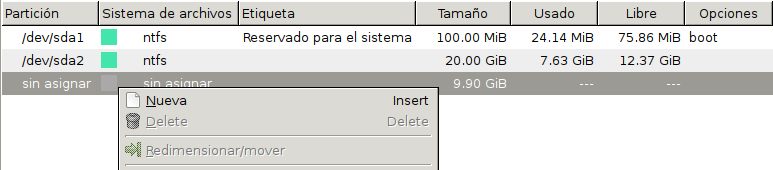 Partición Sistema de archivos Etiqueta Tamaño Usado Libre Opciones
/dev/sda1 ntfs Reservado para el sistema 100.00 MiB 24.14 MiB 75.86 MiB boot
/dev/sda2 ntfs 20.00 GiB 7.63 GiB 12.37 GiB
sin asignar sin asignar 9.90 GiB --- ---
Nueva Insert
Delete Delete
Redimensionar/mover